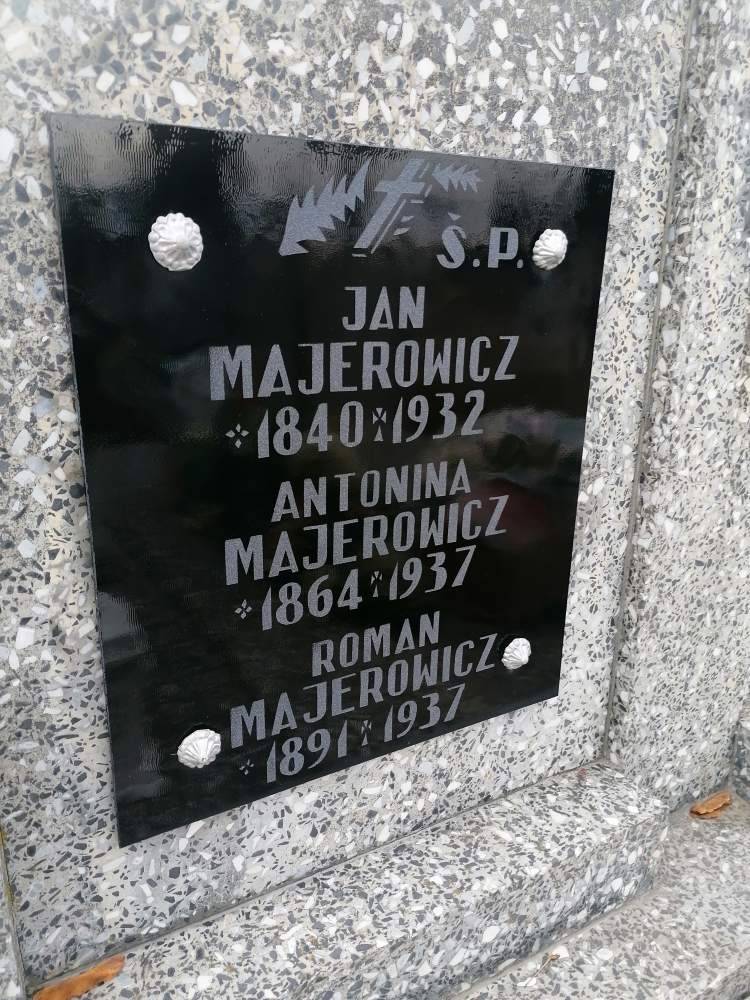 Ś.P.
JAN
MAJEROWICZ
1840 1932
ANTONINA
MAJEROWICZ
1864 1937
ROMAN
MAJEROWICZ
1891 1937